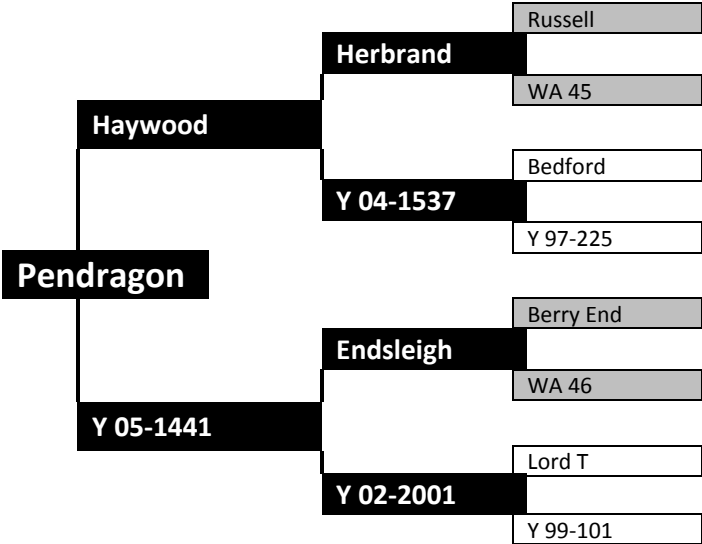 Russell
Herbrand
WA 45
Haywood
Bedford
Y 04-1537
Y 97-225
Pendragon
Berry End
Endsleigh
WA 46
Y 05-1441
Lord T
Y 02-2001
Y 99-101